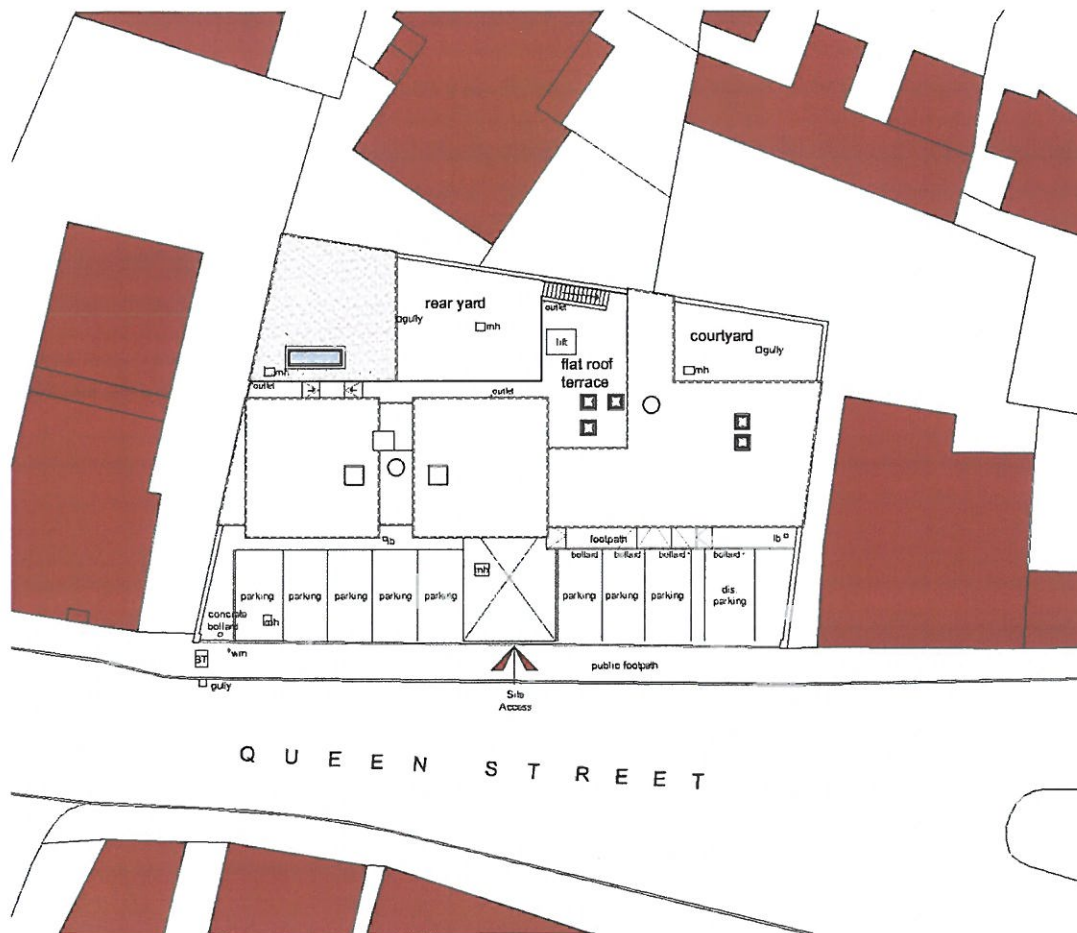 rear yard
outlet
gully
mh
lift
courtyard
gully
flat roof
terrace
mh
mh
outlet
outlet
lb
footpath
lb
bollard
bollard
bollard
bollard
mh
parking
parking
parking
parking
parking
parking
parking
parking
dis.
parking
concrete
bollard
mh
wm
BT
public footpath
gully
Site
Access
QUEEN STREET